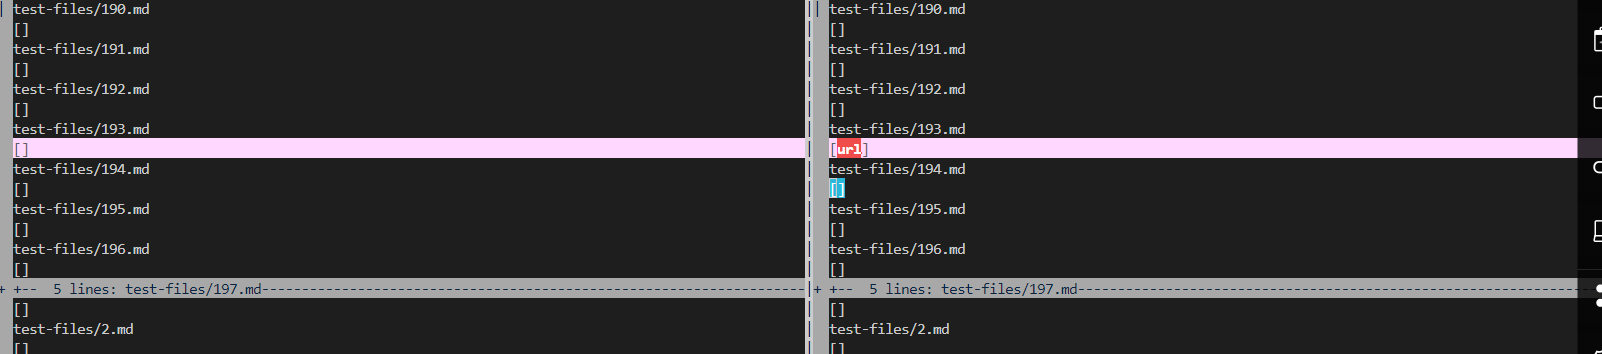 test-files/190.md
[]
test-files/191.md
[]
test-files/192.md
[]
test-files/193.md
[]
test-files/194.md
[]
test-files/195.md
[]
test-files/196.md
[]
+ +--  5 lines: test-files/197.md--------------------------------------------------------------------
[]
test-files/2.md
[]
test-files/190.md
[]
test-files/191.md
[]
test-files/192.md
[]
test-files/193.md
[url]
test-files/194.md
[]
test-files/195.md
[]
test-files/196.md
[]
+ +--  5 lines: test-files/197.md--------------------------------------------------------------------
[]
test-files/2.md
[]